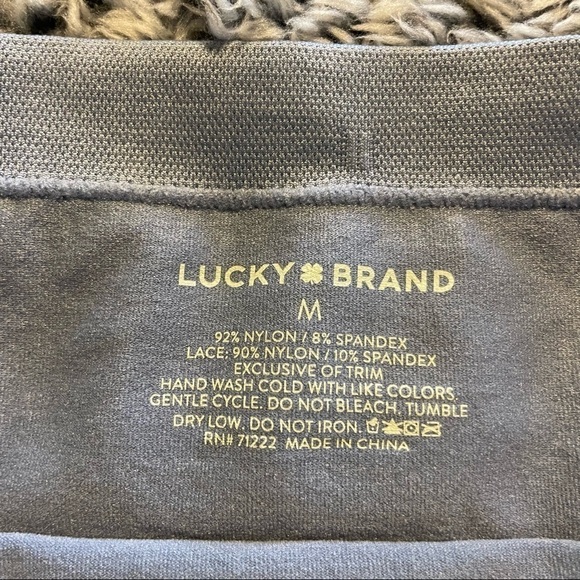 LUCKY BRAND
M
92% NYLON / 8% SPANDEX
LACE: 90% NYLON / 10% SPANDEX
EXCLUSIVE OF TRIM
HAND WASH COLD WITH LIKE COLORS.
GENTLE CYCLE. DO NOT BLEACH. TUMBLE
DRY LOW. DO NOT IRON.
RN# 71222 MADE IN CHINA